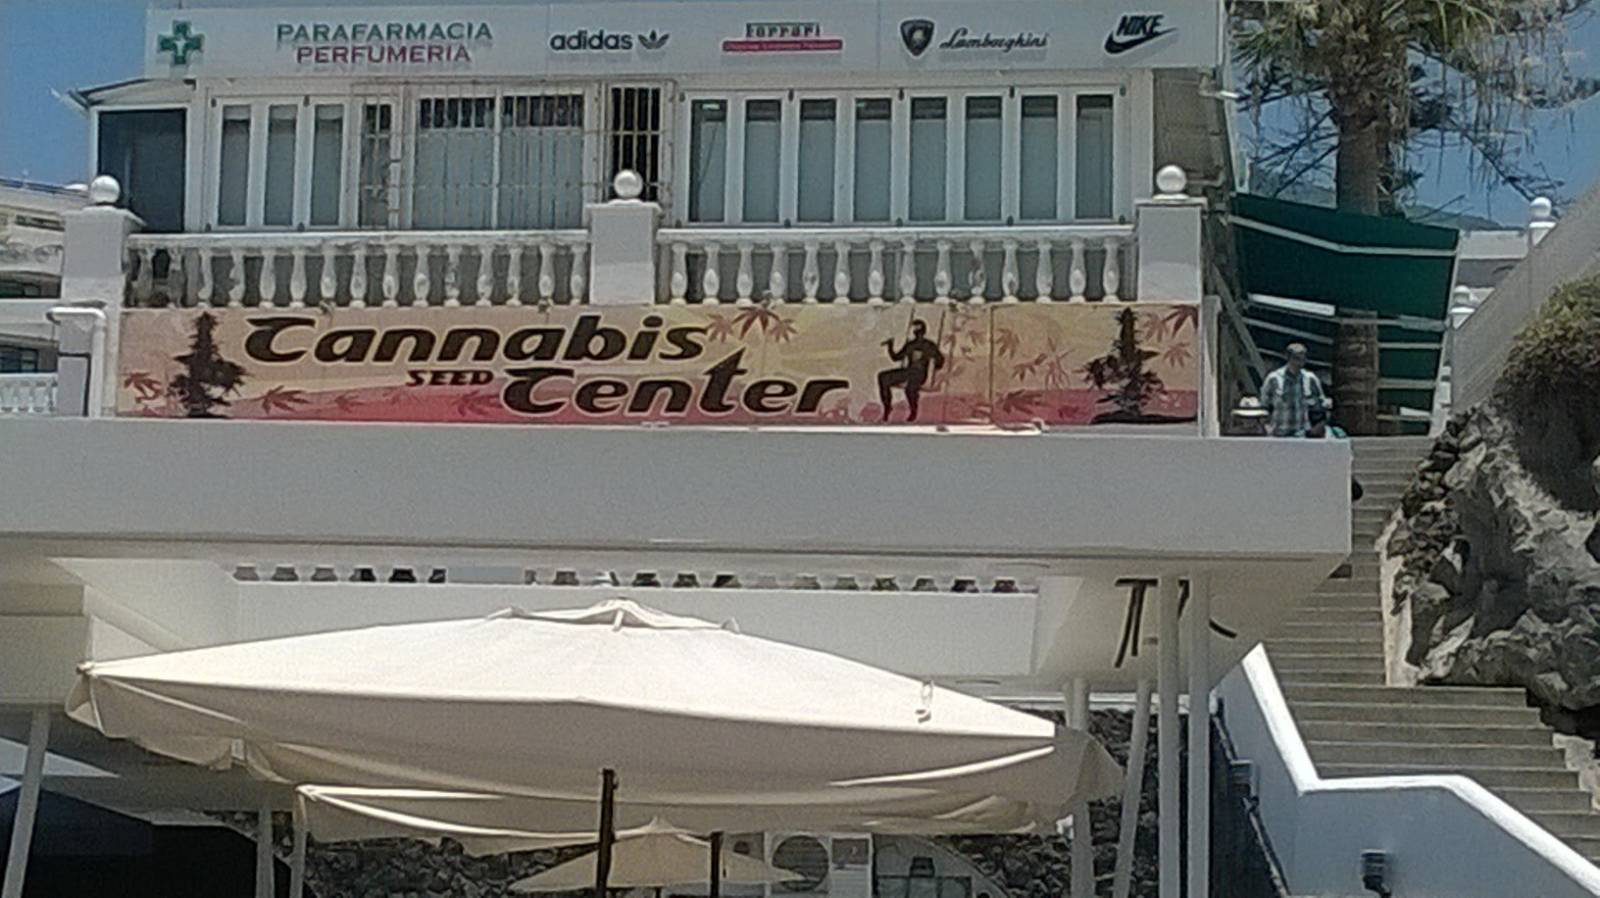 PARAFARMACIA
PERFUMERIA
adidas
Ferrari
Lamborghini
NIKE
Cannabis
SEED Center